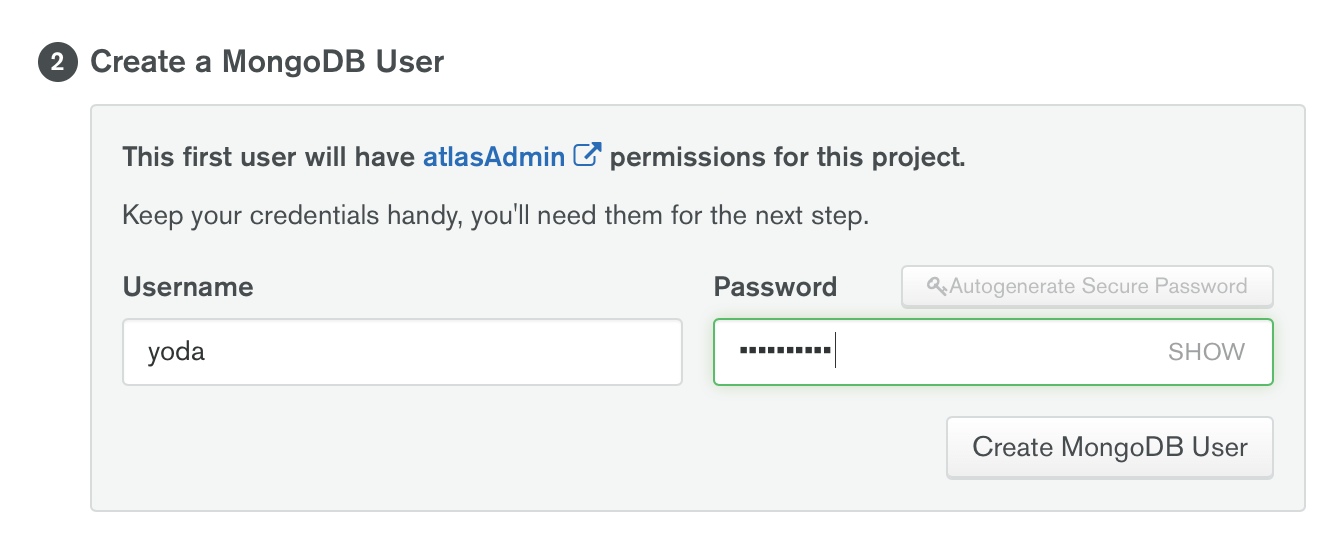 2 Create a MongoDB User
This first user will have atlasAdmin permissions for this project.
Keep your credentials handy, you'll need them for the next step.
Username
Password
Autogenerate Secure Password
yoda
▪▪▪▪▪▪▪▪▪▪
SHOW
Create MongoDB User